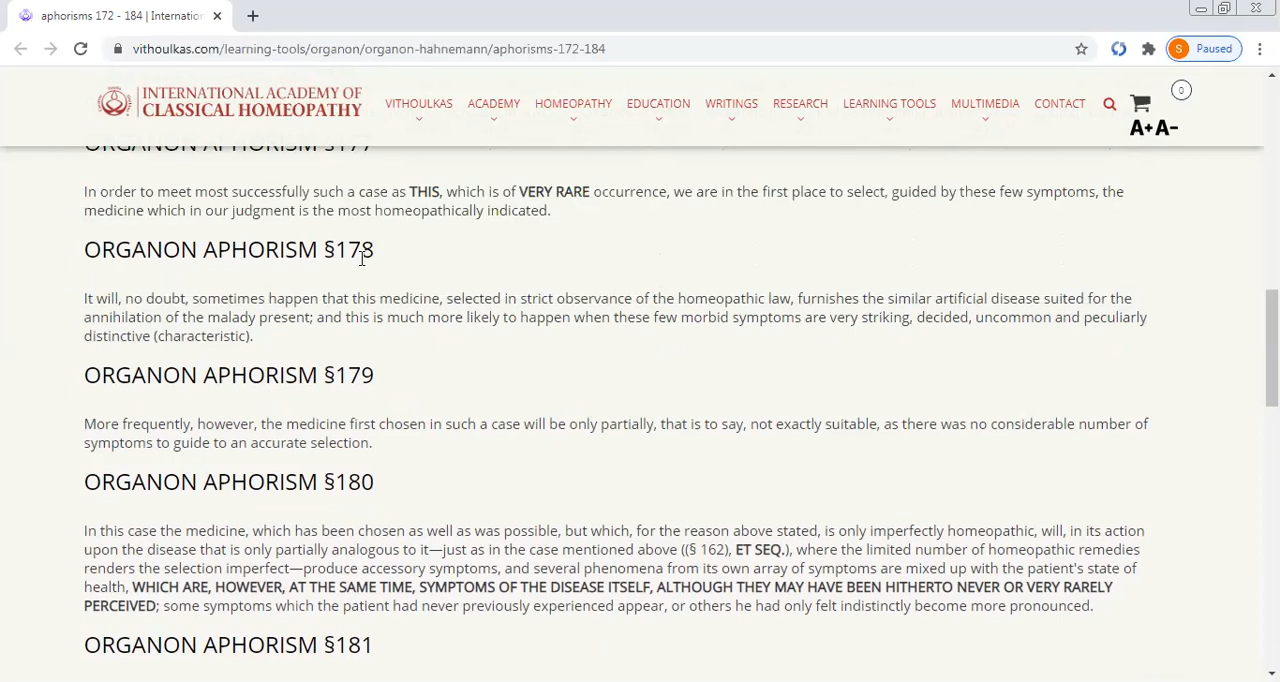 aphorisms 172 - 184 | Internatio
vithoulkas.com/learning-tools/organon/organon-hahnemann/aphorisms-172-184
S Paused
INTERNATIONAL ACADEMY OF
CLASSICAL HOMEOPATHY
VITHOULKAS ACADEMY HOMEOPATHY EDUCATION WRITINGS RESEARCH LEARNING TOOLS MULTIMEDIA CONTACT
0
A+A-
ORGANON APHORISM §177
In order to meet most successfully such a case as THIS, which is of VERY RARE occurrence, we are in the first place to select, guided by these few symptoms, the
medicine which in our judgment is the most homeopathically indicated.
ORGANON APHORISM §178
It will, no doubt, sometimes happen that this medicine, selected in strict observance of the homeopathic law, furnishes the similar artificial disease suited for the
annihilation of the malady present; and this is much more likely to happen when these few morbid symptoms are very striking, decided, uncommon and peculiarly
distinctive (characteristic).
ORGANON APHORISM §179
More frequently, however, the medicine first chosen in such a case will be only partially, that is to say, not exactly suitable, as there was no considerable number of
symptoms to guide to an accurate selection.
ORGANON APHORISM §180
In this case the medicine, which has been chosen as well as was possible, but which, for the reason above stated, is only imperfectly homeopathic, will, in its action
upon the disease that is only partially analogous to it—just as in the case mentioned above ((§ 162), ET SEQ.), where the limited number of homeopathic remedies
renders the selection imperfect—produce accessory symptoms, and several phenomena from its own array of symptoms are mixed up with the patient's state of
health, WHICH ARE, HOWEVER, AT THE SAME TIME, SYMPTOMS OF THE DISEASE ITSELF, ALTHOUGH THEY MAY HAVE BEEN HITHERTO NEVER OR VERY RARELY
PERCEIVED; some symptoms which the patient had never previously experienced appear, or others he had only felt indistinctly become more pronounced.
ORGANON APHORISM §181